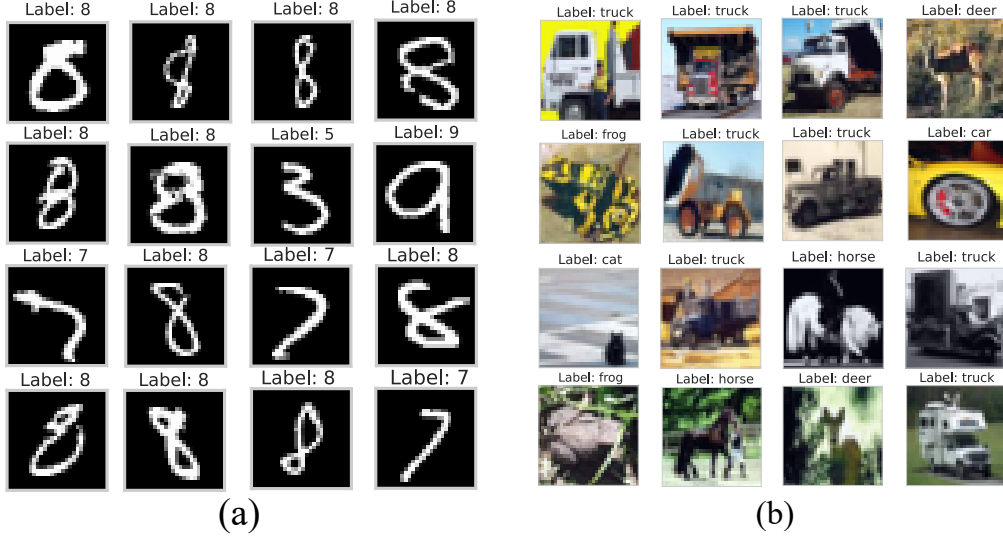 Label: 8 Label: 8 Label: 8 Label: 8
Label: 8 Label: 8 Label: 5 Label: 9
Label: 7 Label: 8 Label: 7 Label: 8
Label: 8 Label: 8 Label: 8 Label: 7
(a)
Label: truck Label: truck Label: truck Label: deer
Label: frog Label: truck Label: truck Label: car
Label: cat Label: truck Label: horse Label: truck
Label: frog Label: horse Label: deer Label: truck
(b)